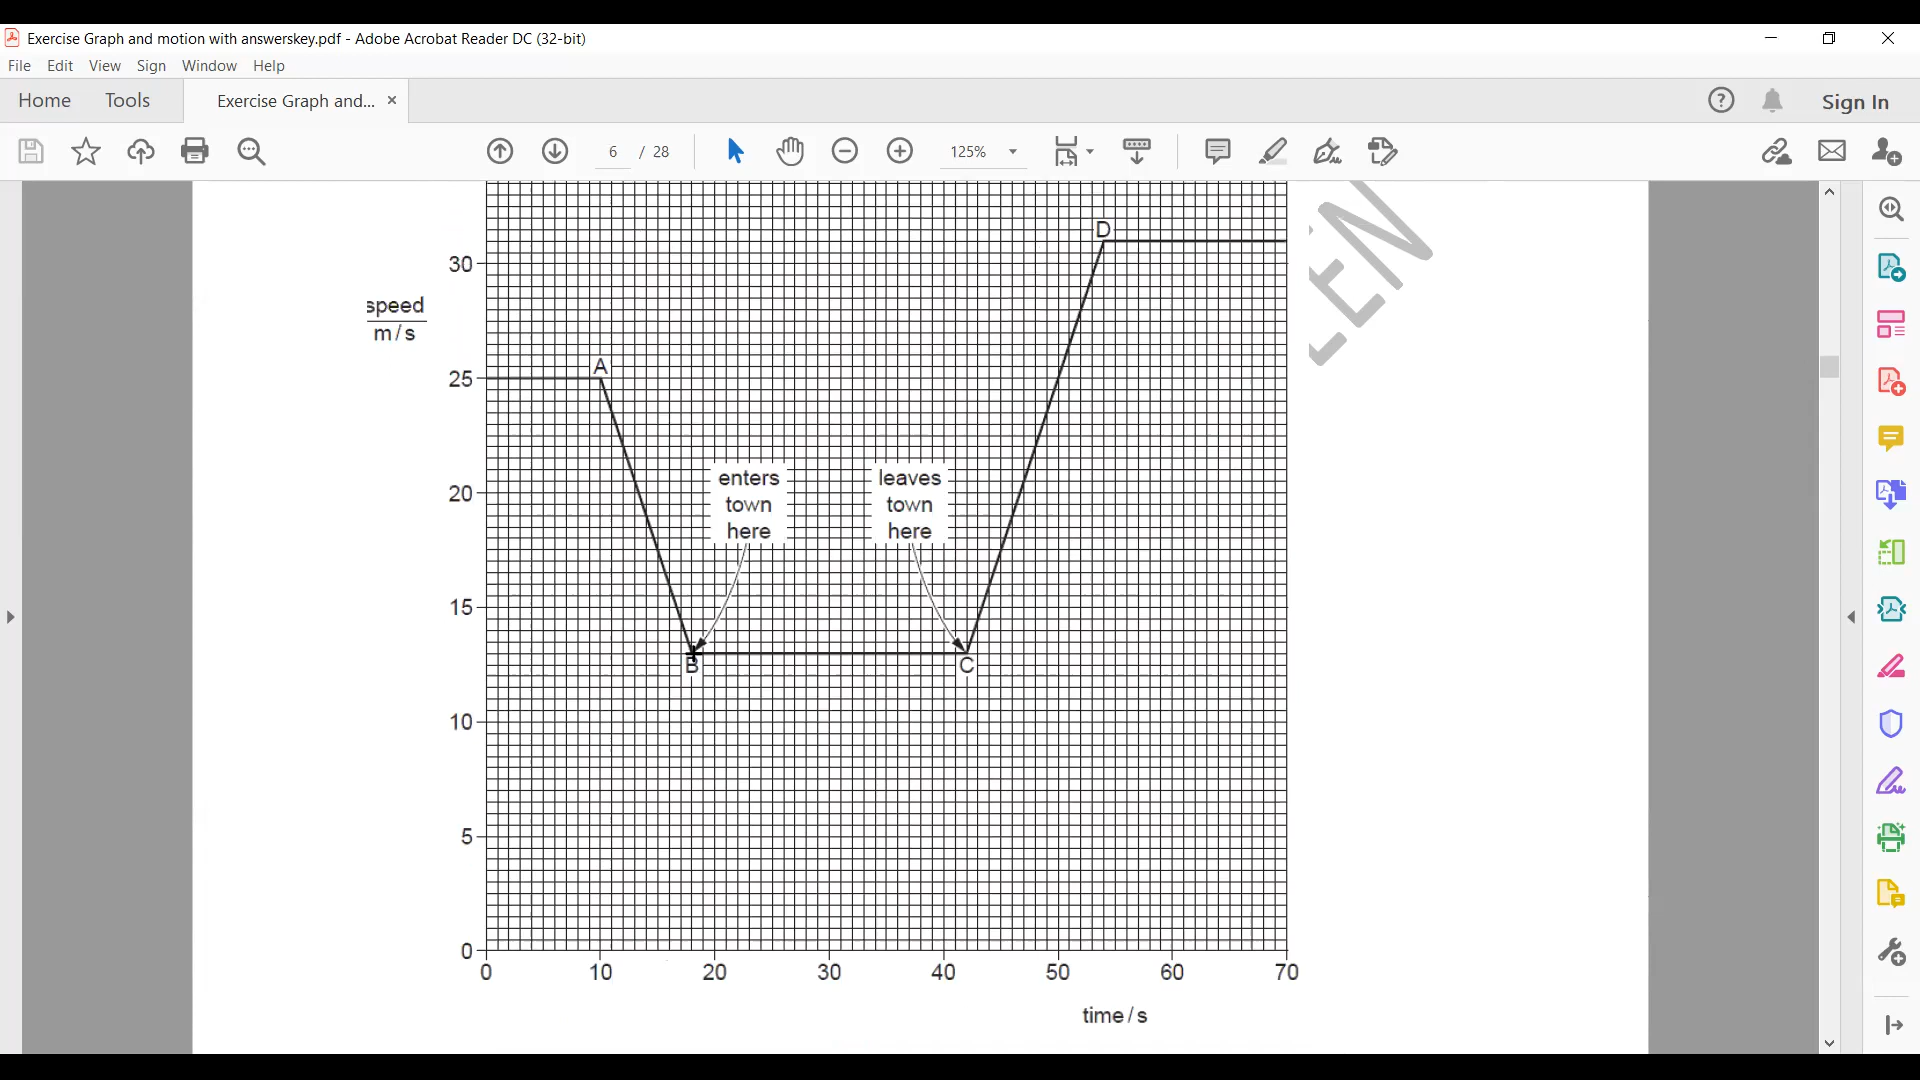 Exercise Graph and motion with answerskey.pdf - Adobe Acrobat Reader DC (32-bit)
File Edit View Sign Window Help
Home Tools Exercise Graph and... × Sign In
6 / 28 125%
D
30
speed
m/s
A
25
enters
town
here
leaves
town
here
20
15
B C
10
5
0
0 10 20 30 40 50 60 70
time/s